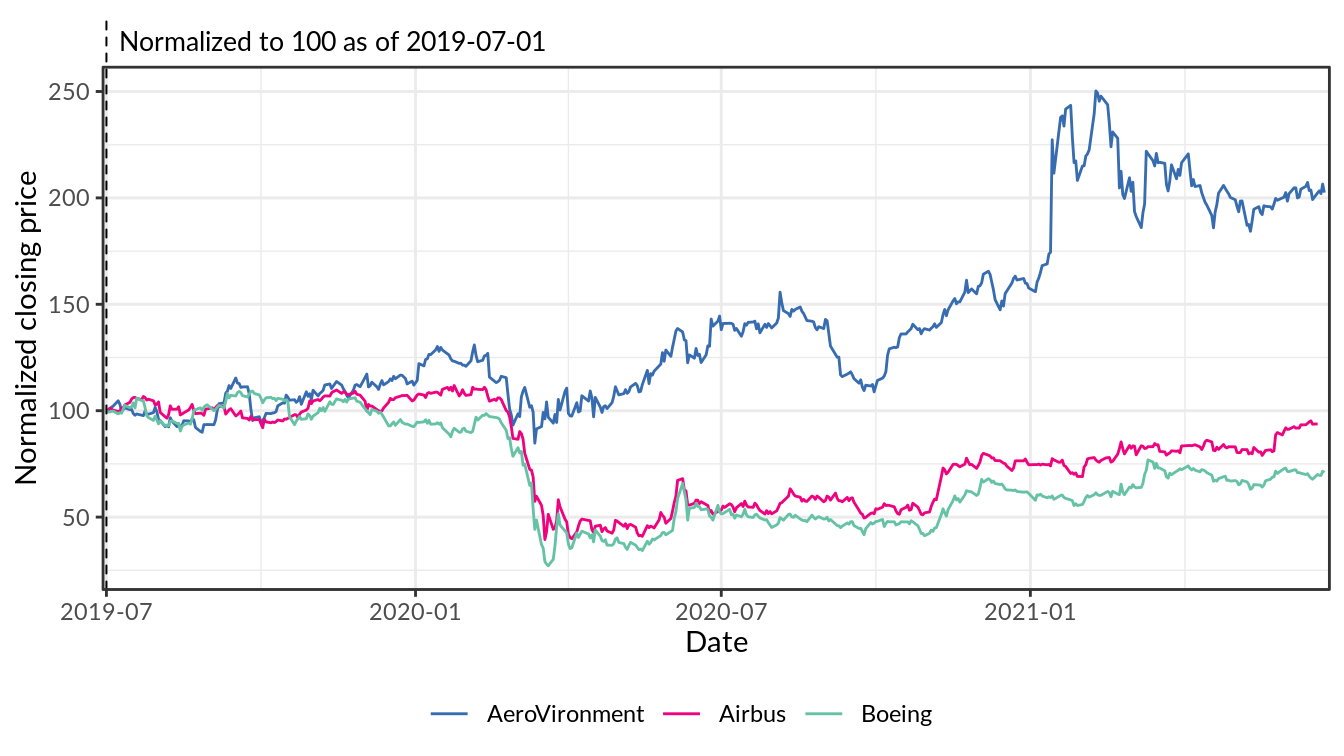 Normalized to 100 as of 2019-07-01
250
200
150
100
50
Normalized closing price
2019-07 2020-01 2020-07 2021-01
Date
AeroVironment Airbus Boeing